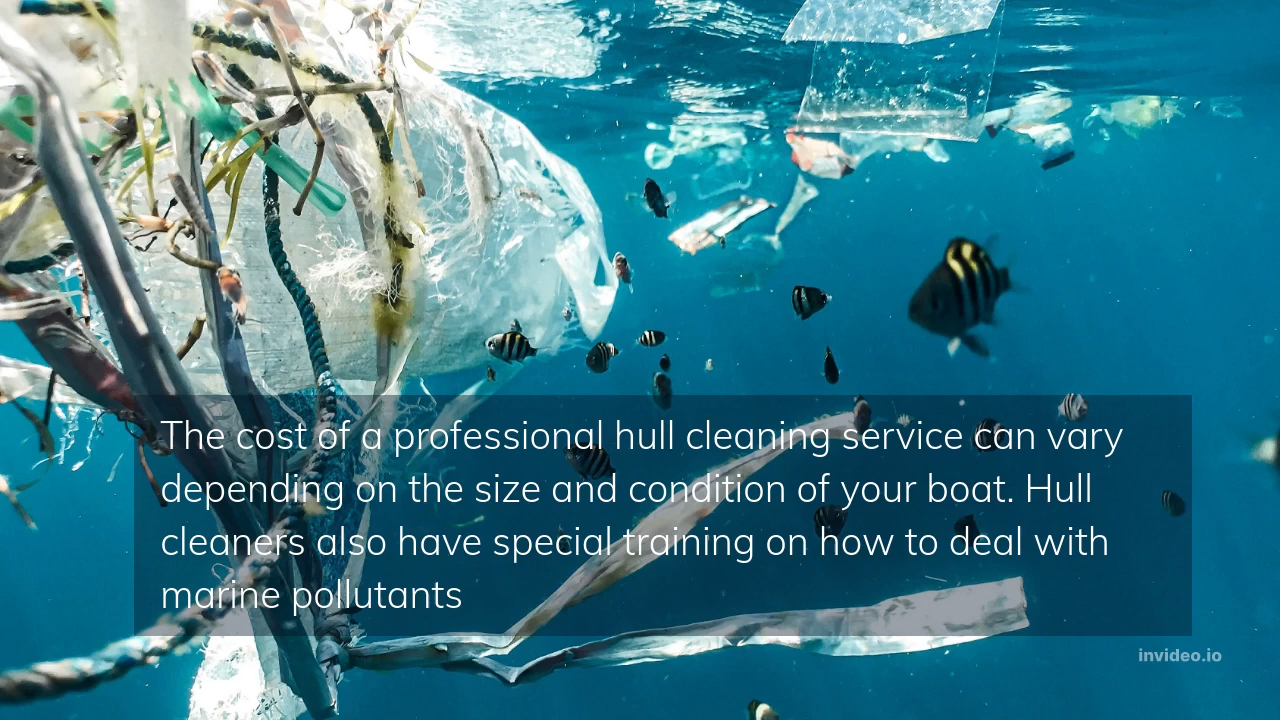 The cost of a professional hull cleaning service can vary
depending on the size and condition of your boat. Hull
cleaners also have special training on how to deal with
marine pollutants
invideo.io